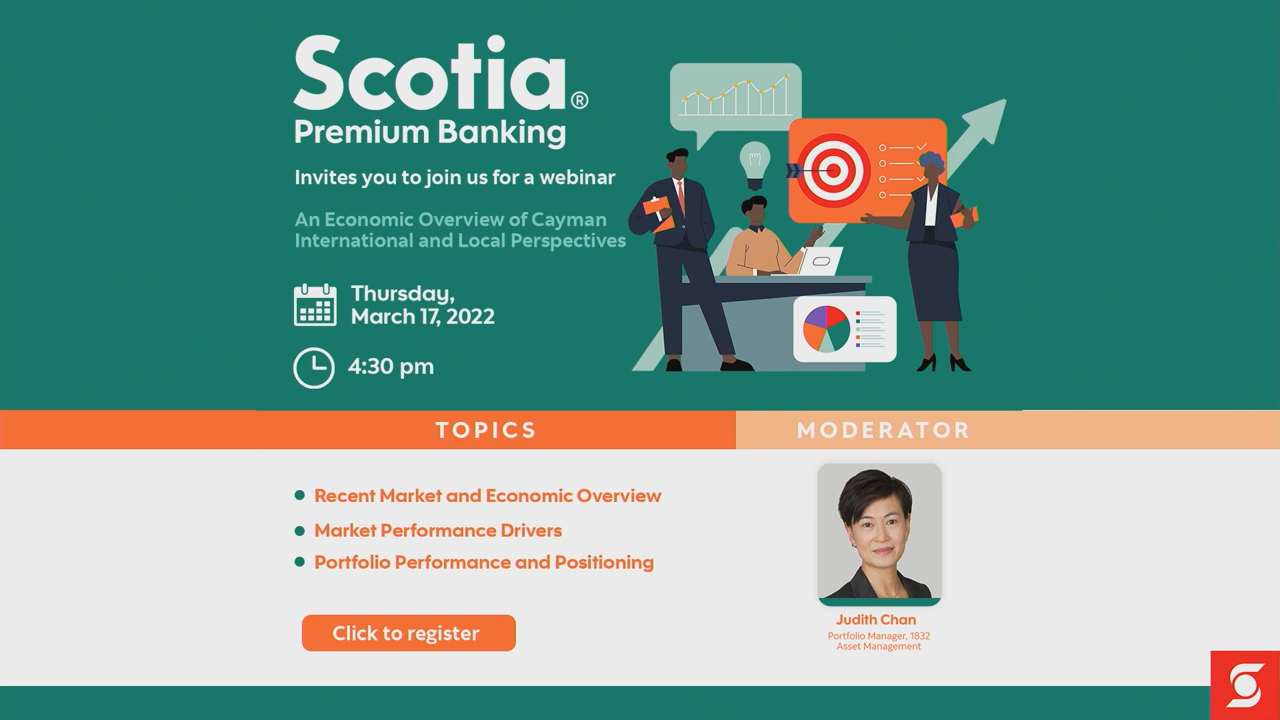 Scotia®
Premium Banking
Invites you to join us for a webinar
An Economic Overview of Cayman
International and Local Perspectives
Thursday,
March 17, 2022
4:30 pm
TOPICS
MODERATOR
Recent Market and Economic Overview
Market Performance Drivers
Portfolio Performance and Positioning
Click to register
Judith Chan
Portfolio Manager, 1832
Asset Management